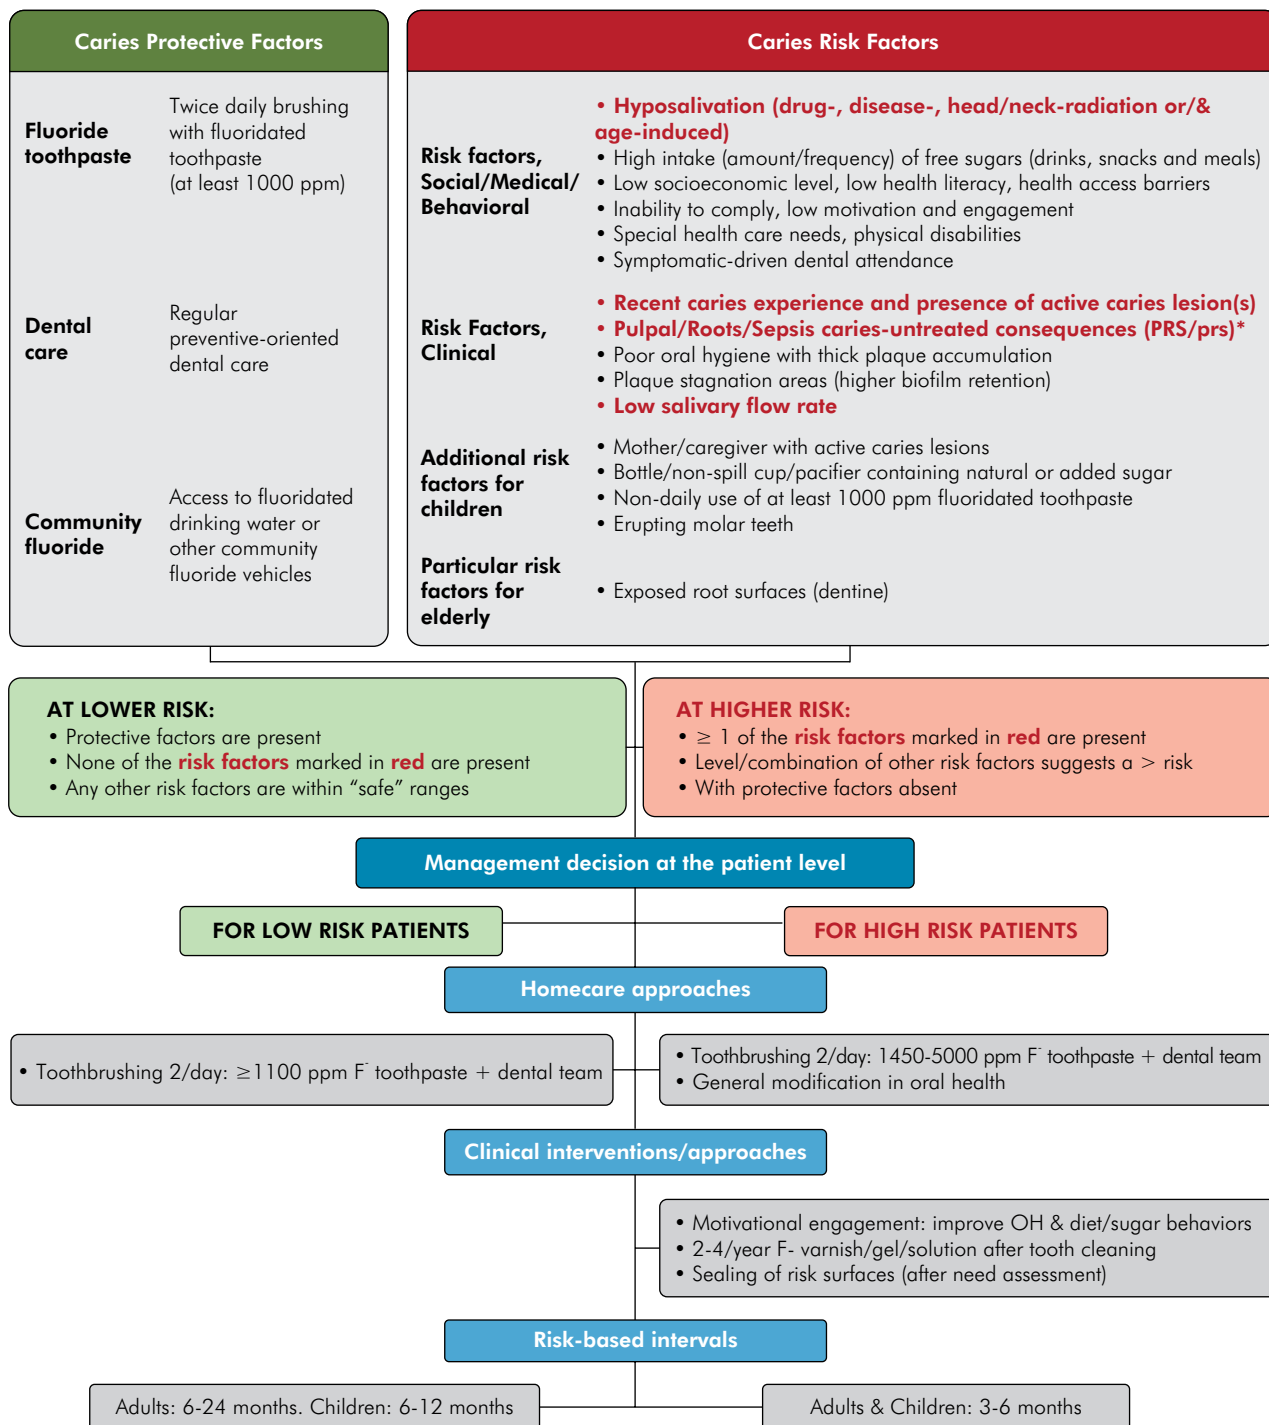 Caries Protective Factors
Fluoride
toothpaste
Twice daily brushing
with fluoridated
toothpaste
(at least 1000 ppm)
Dental
care
Regular
preventive-oriented
dental care
Community
fluoride
Access to fluoridated
drinking water or
other community
fluoride vehicles
Caries Risk Factors
Risk factors,
Social/Medical/
Behavioral
• Hyposalivation (drug-, disease-, head/neck-radiation or/&
age-induced)
• High intake (amount/frequency) of free sugars (drinks, snacks and meals)
• Low socioeconomic level, low health literacy, health access barriers
• Inability to comply, low motivation and engagement
• Special health care needs, physical disabilities
• Symptomatic-driven dental attendance
Risk Factors,
Clinical
• Recent caries experience and presence of active caries lesion(s)
• Pulpal/Roots/Sepsis caries-untreated consequences (PRS/prs)*
• Poor oral hygiene with thick plaque accumulation
• Plaque stagnation areas (higher biofilm retention)
• Low salivary flow rate
Additional risk
factors for
children
• Mother/caregiver with active caries lesions
• Bottle/non-spill cup/pacifier containing natural or added sugar
• Non-daily use of at least 1000 ppm fluoridated toothpaste
• Erupting molar teeth
Particular risk
factors for
elderly
• Exposed root surfaces (dentine)
AT LOWER RISK:
• Protective factors are present
• None of the risk factors marked in red are present
• Any other risk factors are within “safe” ranges
AT HIGHER RISK:
• ≥ 1 of the risk factors marked in red are present
• Level/combination of other risk factors suggests a > risk
• With protective factors absent
Management decision at the patient level
FOR LOW RISK PATIENTS
FOR HIGH RISK PATIENTS
Homecare approaches
• Toothbrushing 2/day: ≥1100 ppm F⁻ toothpaste + dental team
• Toothbrushing 2/day: 1450-5000 ppm F⁻ toothpaste + dental team
• General modification in oral health
Clinical interventions/approaches
• Motivational engagement: improve OH & diet/sugar behaviors
• 2-4/year F- varnish/gel/solution after tooth cleaning
• Sealing of risk surfaces (after need assessment)
Risk-based intervals
Adults: 6-24 months. Children: 6-12 months
Adults & Children: 3-6 months